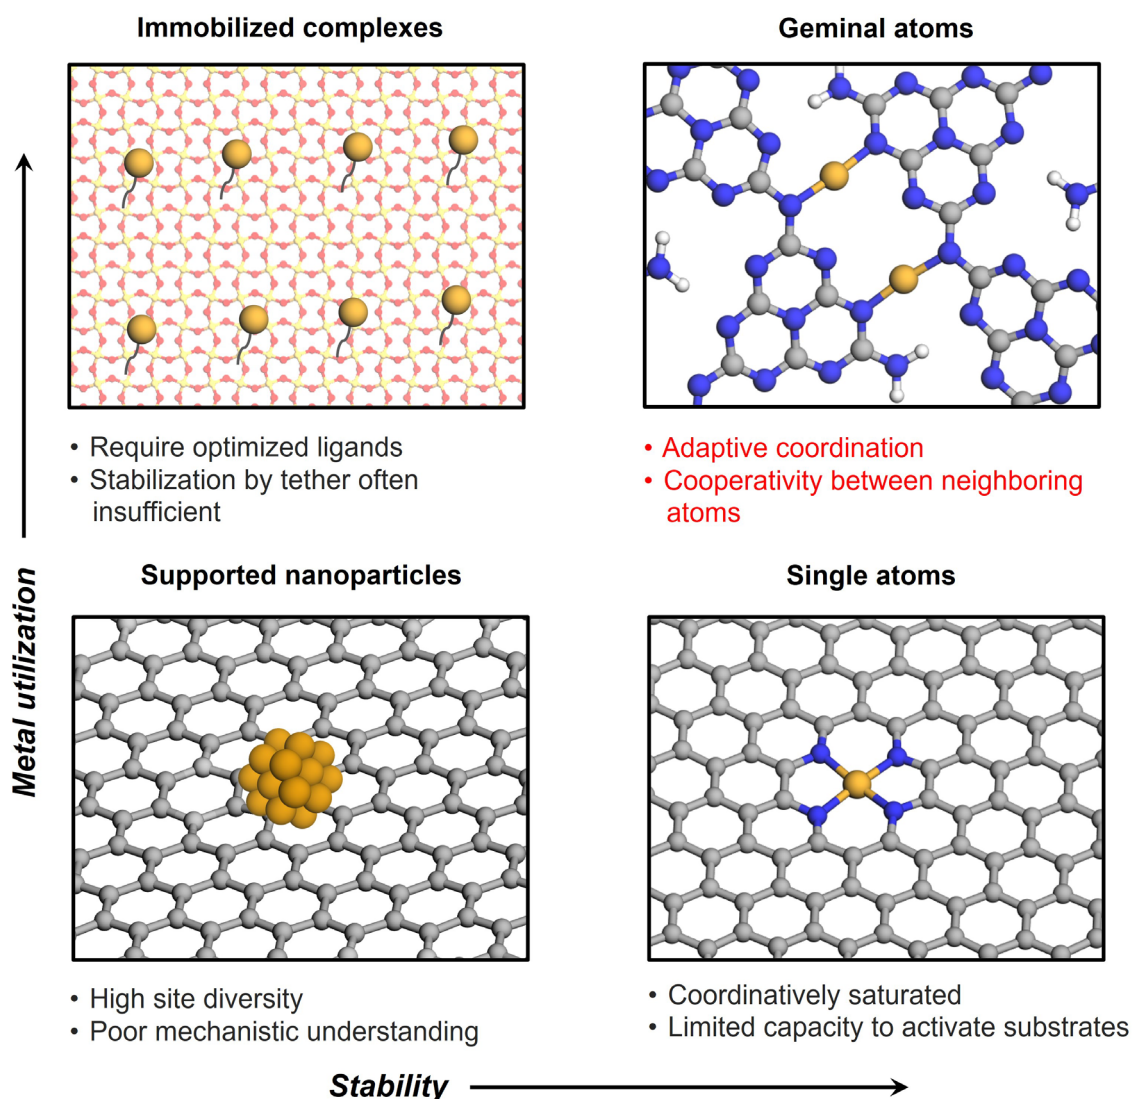 Immobilized complexes
Geminal atoms
• Require optimized ligands
• Stabilization by tether often
insufficient
• Adaptive coordination
• Cooperativity between neighboring
atoms
Metal utilization
Supported nanoparticles
Single atoms
• High site diversity
• Poor mechanistic understanding
• Coordinatively saturated
• Limited capacity to activate substrates
Stability